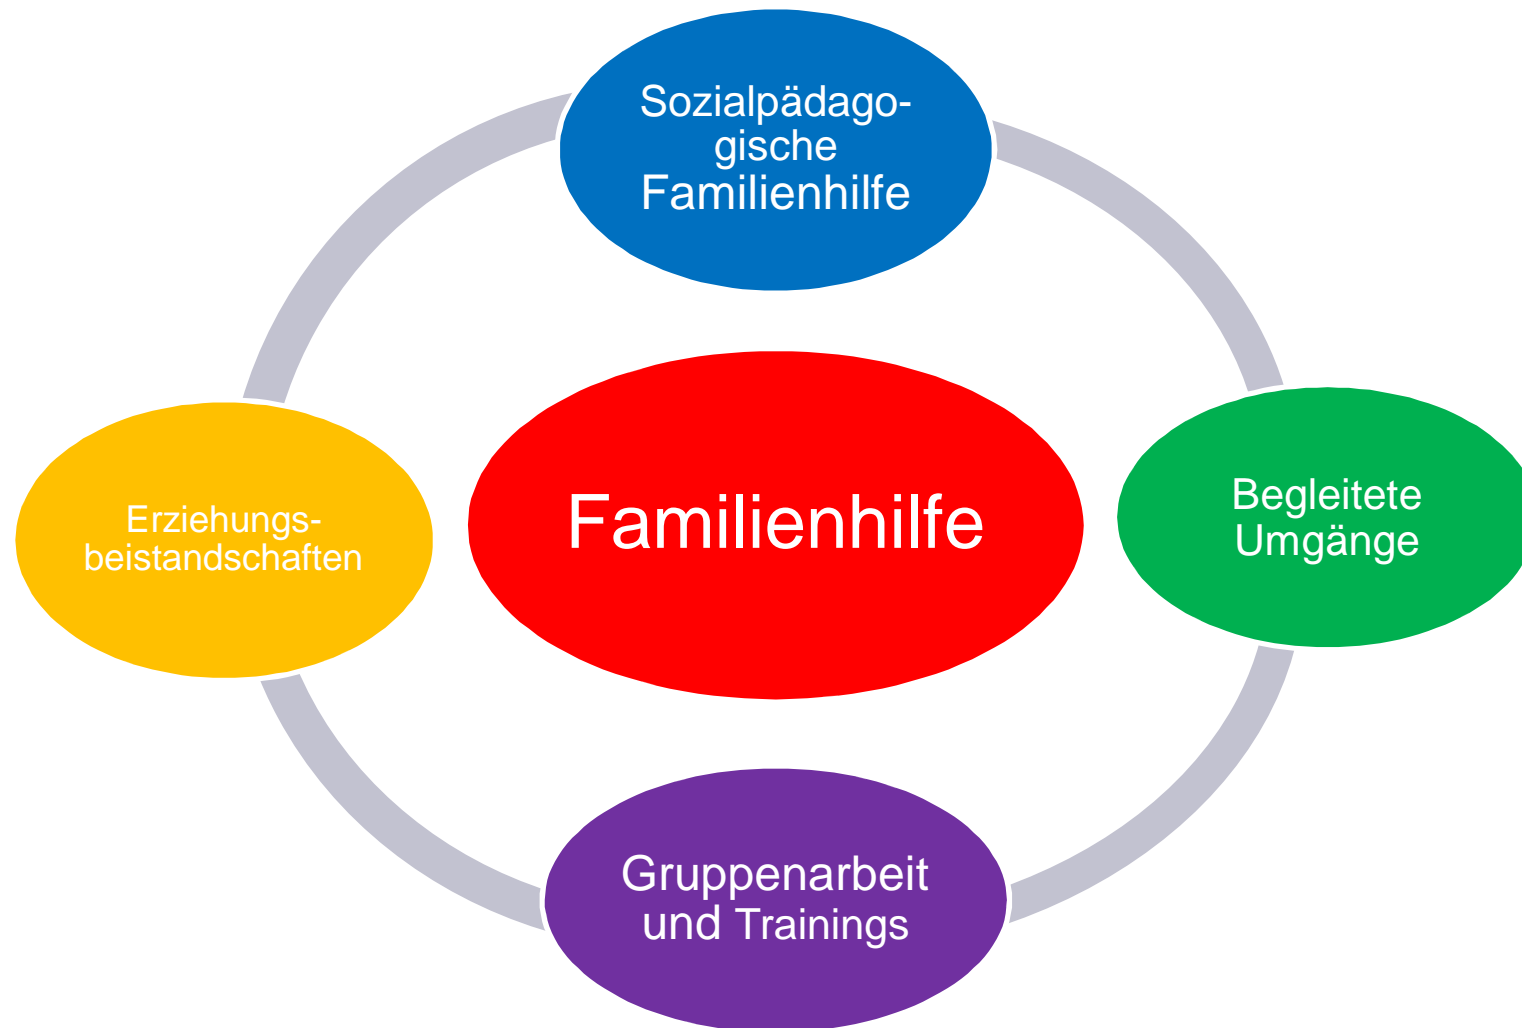 Sozialpädago-
gische
Familienhilfe
Familienhilfe
Erziehungs-
beistandschaften
Begleitete
Umgänge
Gruppenarbeit
und Trainings